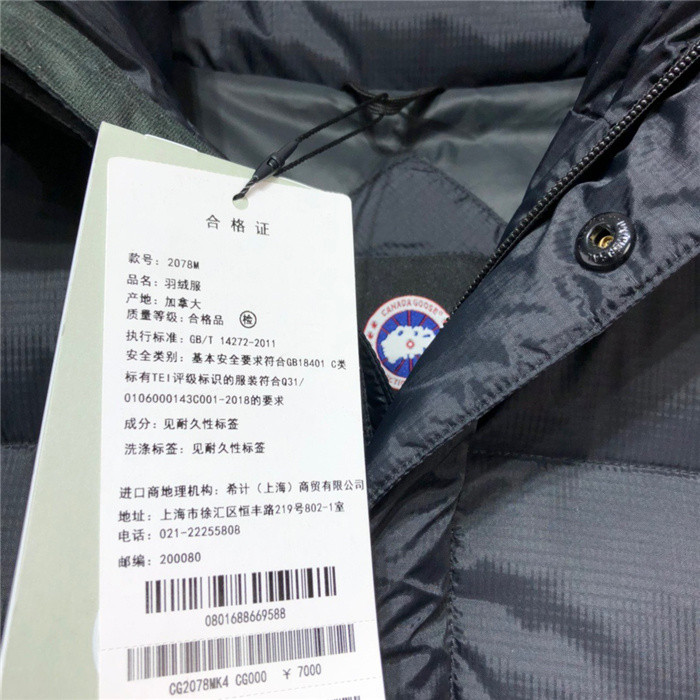 合格证
款号: 2078M
品名: 羽绒服
产地: 加拿大
质量等级: 合格品 检
执行标准: GB/T 14272-2011
安全类别: 基本安全要求符合GB18401 C类
标有TEI评级标识的服装符合Q31/
0106000143C001-2018的要求
成分: 见耐久性标签
洗涤标签: 见耐久性标签
进口商地理机构: 希计 (上海) 商贸有限公司
地址: 上海市徐汇区恒丰路219号802-1室
电话: 021-22255808
邮编: 200080
0801688669588
CG2078MK4 CG000 ¥ 7000
CANADA GOOSE